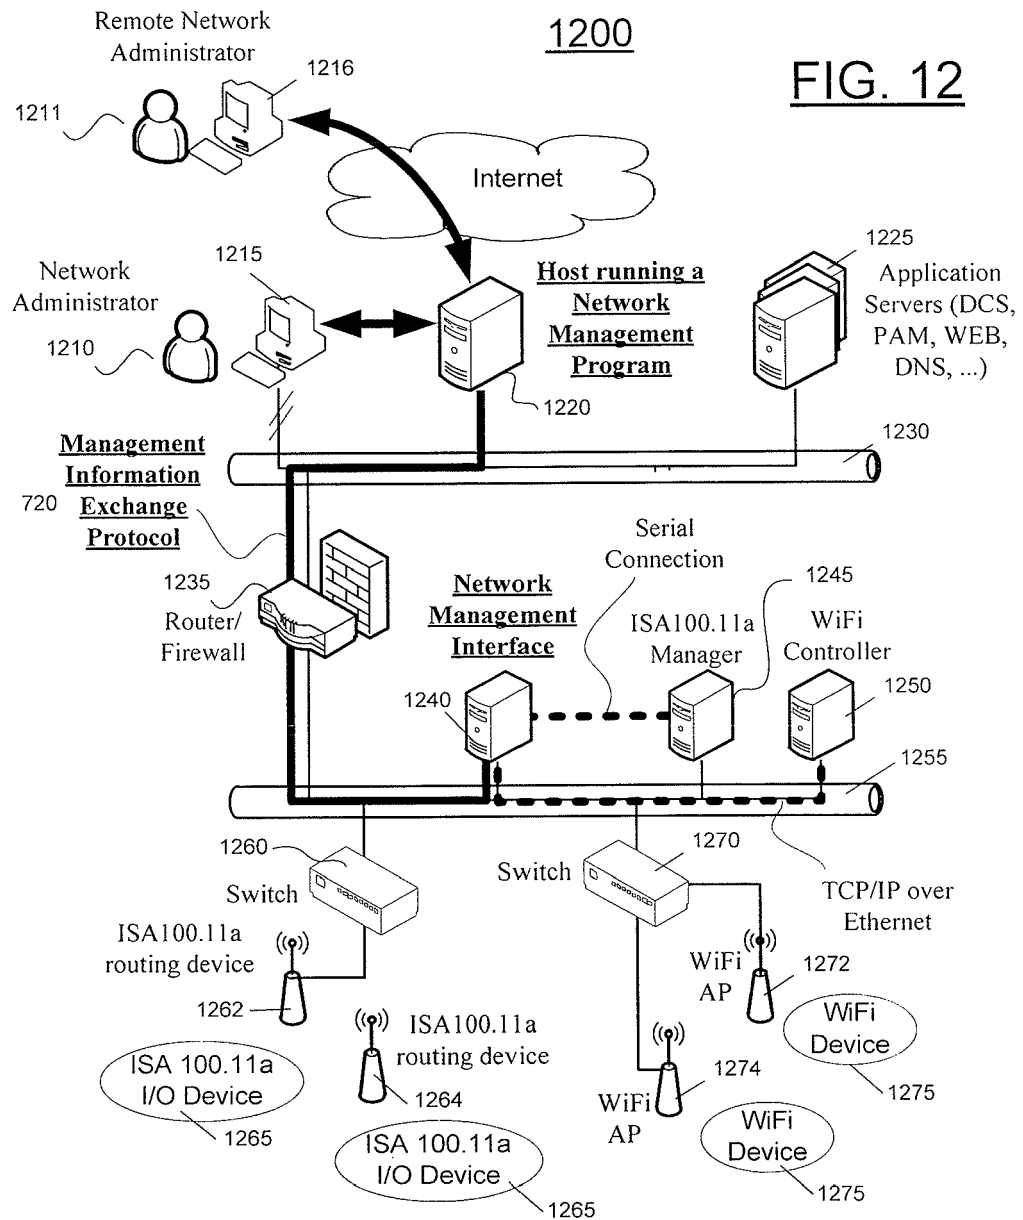 Remote Network
Administrator
1200
FIG. 12
1216
1211
Internet
1215
1225
Network
Administrator
Host running a
Network
Management
Program
Application
Servers (DCS,
PAM, WEB,
DNS, ...)
1210
1220
1230
Management
Information
Exchange
Protocol
720
Serial
Connection
1235
Router/
Firewall
Network
Management
Interface
1245
ISA100.11a
Manager
WiFi
Controller
1240
1250
1255
1260
Switch
1270
Switch
TCP/IP over
Ethernet
ISA100.11a
routing device
1262
WiFi
AP
1272
ISA100.11a
routing device
WiFi
Device
ISA 100.11a
I/O Device
1264
1274
WiFi
AP
1275
1265
ISA 100.11a
I/O Device
WiFi
Device
1265
1275